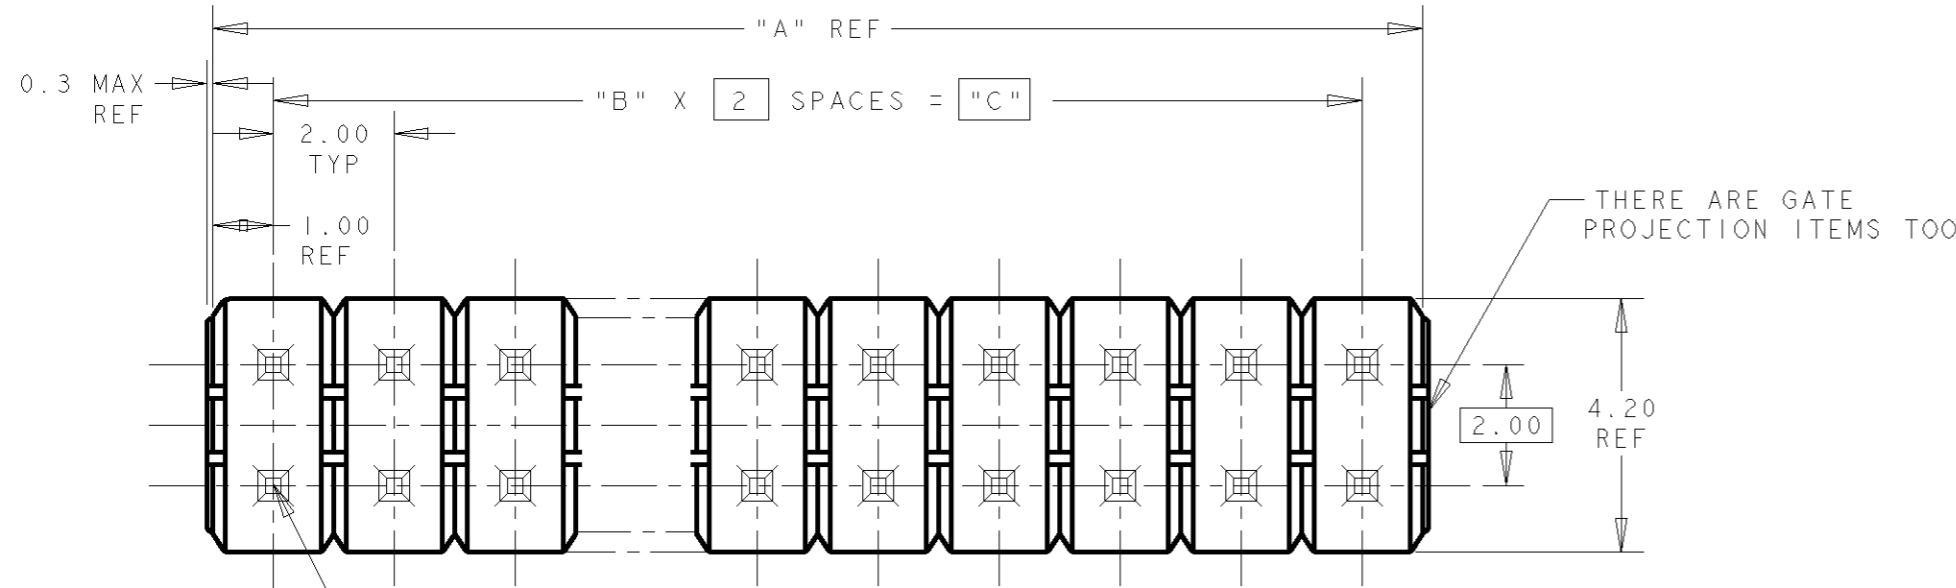 "A" REF
0.3 MAX
REF
"B" X 2 SPACES = "C"
2.00
TYP
1.00
REF
THERE ARE GATE
PROJECTION ITEMS TOO
2.00
4.20
REF